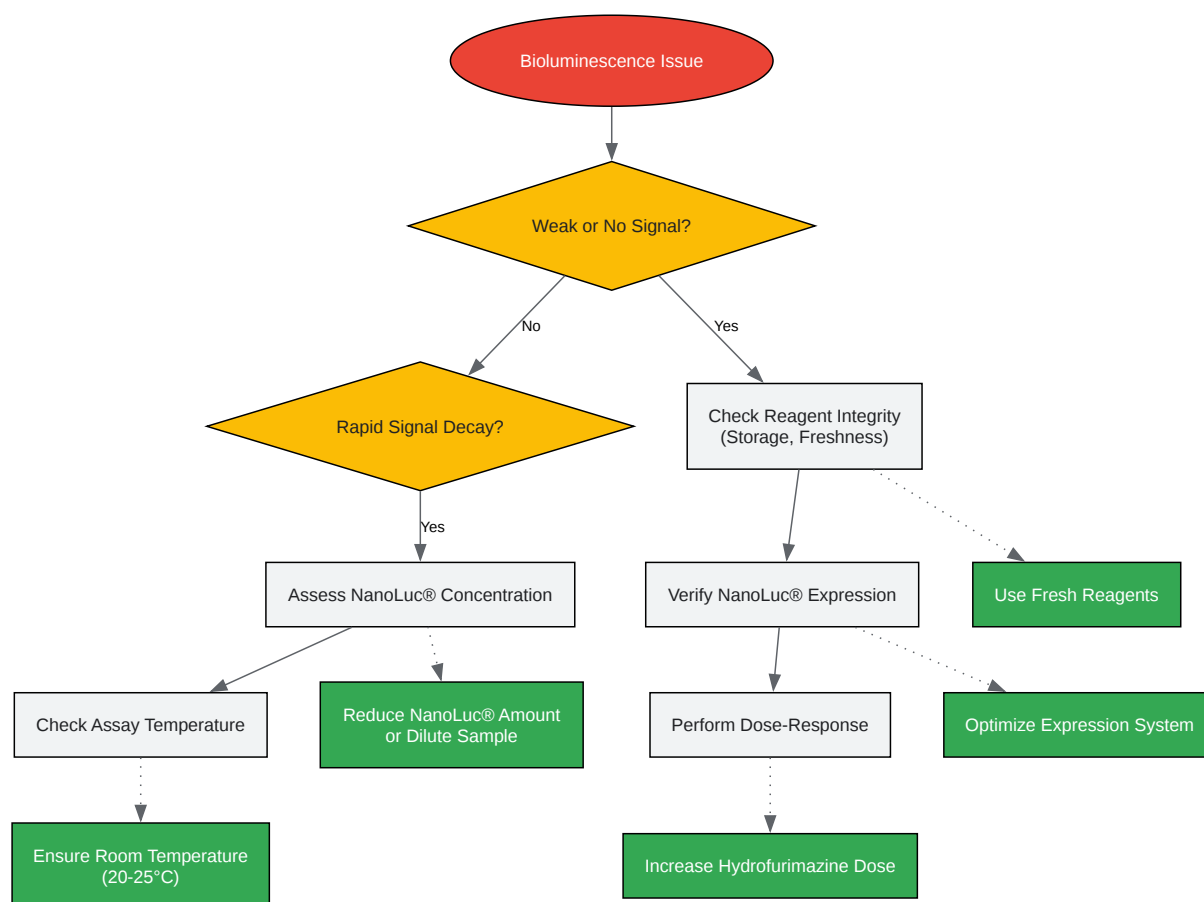 Bioluminescence Issue
Weak or No Signal?
No
Yes
Rapid Signal Decay?
Check Reagent Integrity
(Storage, Freshness)
Yes
Assess NanoLuc® Concentration
Verify NanoLuc® Expression
Use Fresh Reagents
Check Assay Temperature
Reduce NanoLuc® Amount
or Dilute Sample
Perform Dose-Response
Optimize Expression System
Ensure Room Temperature
(20-25°C)
Increase Hydrofurimazine Dose